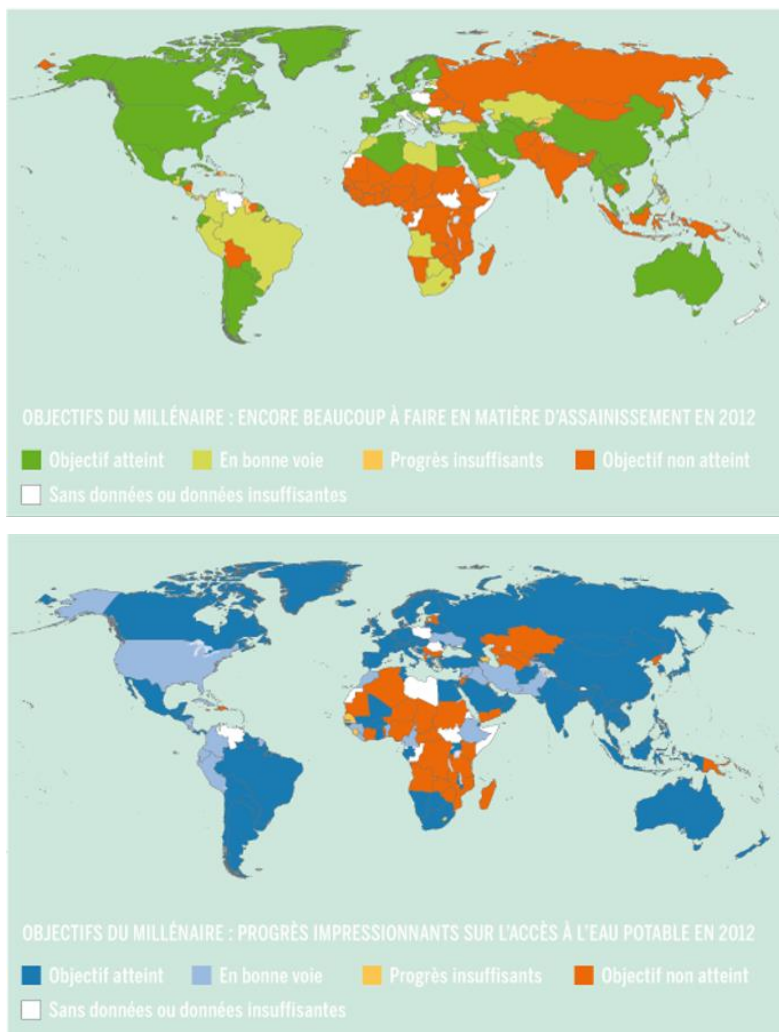 OBJECTIFS DU MILLÉNAIRE : ENCORE BEAUCOUP À FAIRE EN MATIÈRE D'ASSAINISSEMENT EN 2012
Objectif atteint En bonne voie Progrès insuffisants Objectif non atteint
Sans données ou données insuffisantes
OBJECTIFS DU MILLÉNAIRE : PROGRÈS IMPRESSIONNANTS SUR L'ACCÈS À L'EAU POTABLE EN 2012
Objectif atteint En bonne voie Progrès insuffisants Objectif non atteint
Sans données ou données insuffisantes